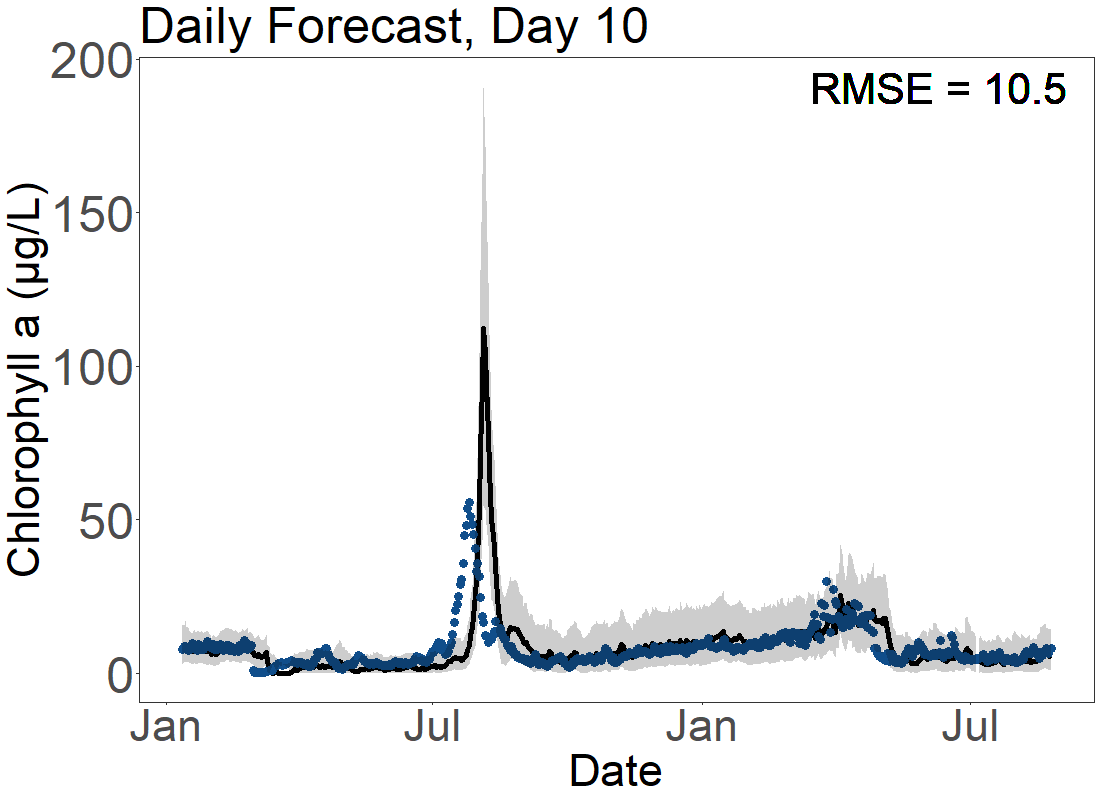 Daily Forecast, Day 10
RMSE = 10.5
200
150
100
50
0
Chlorophyll a (µg/L)
Jan
Jul
Jan
Jul
Date